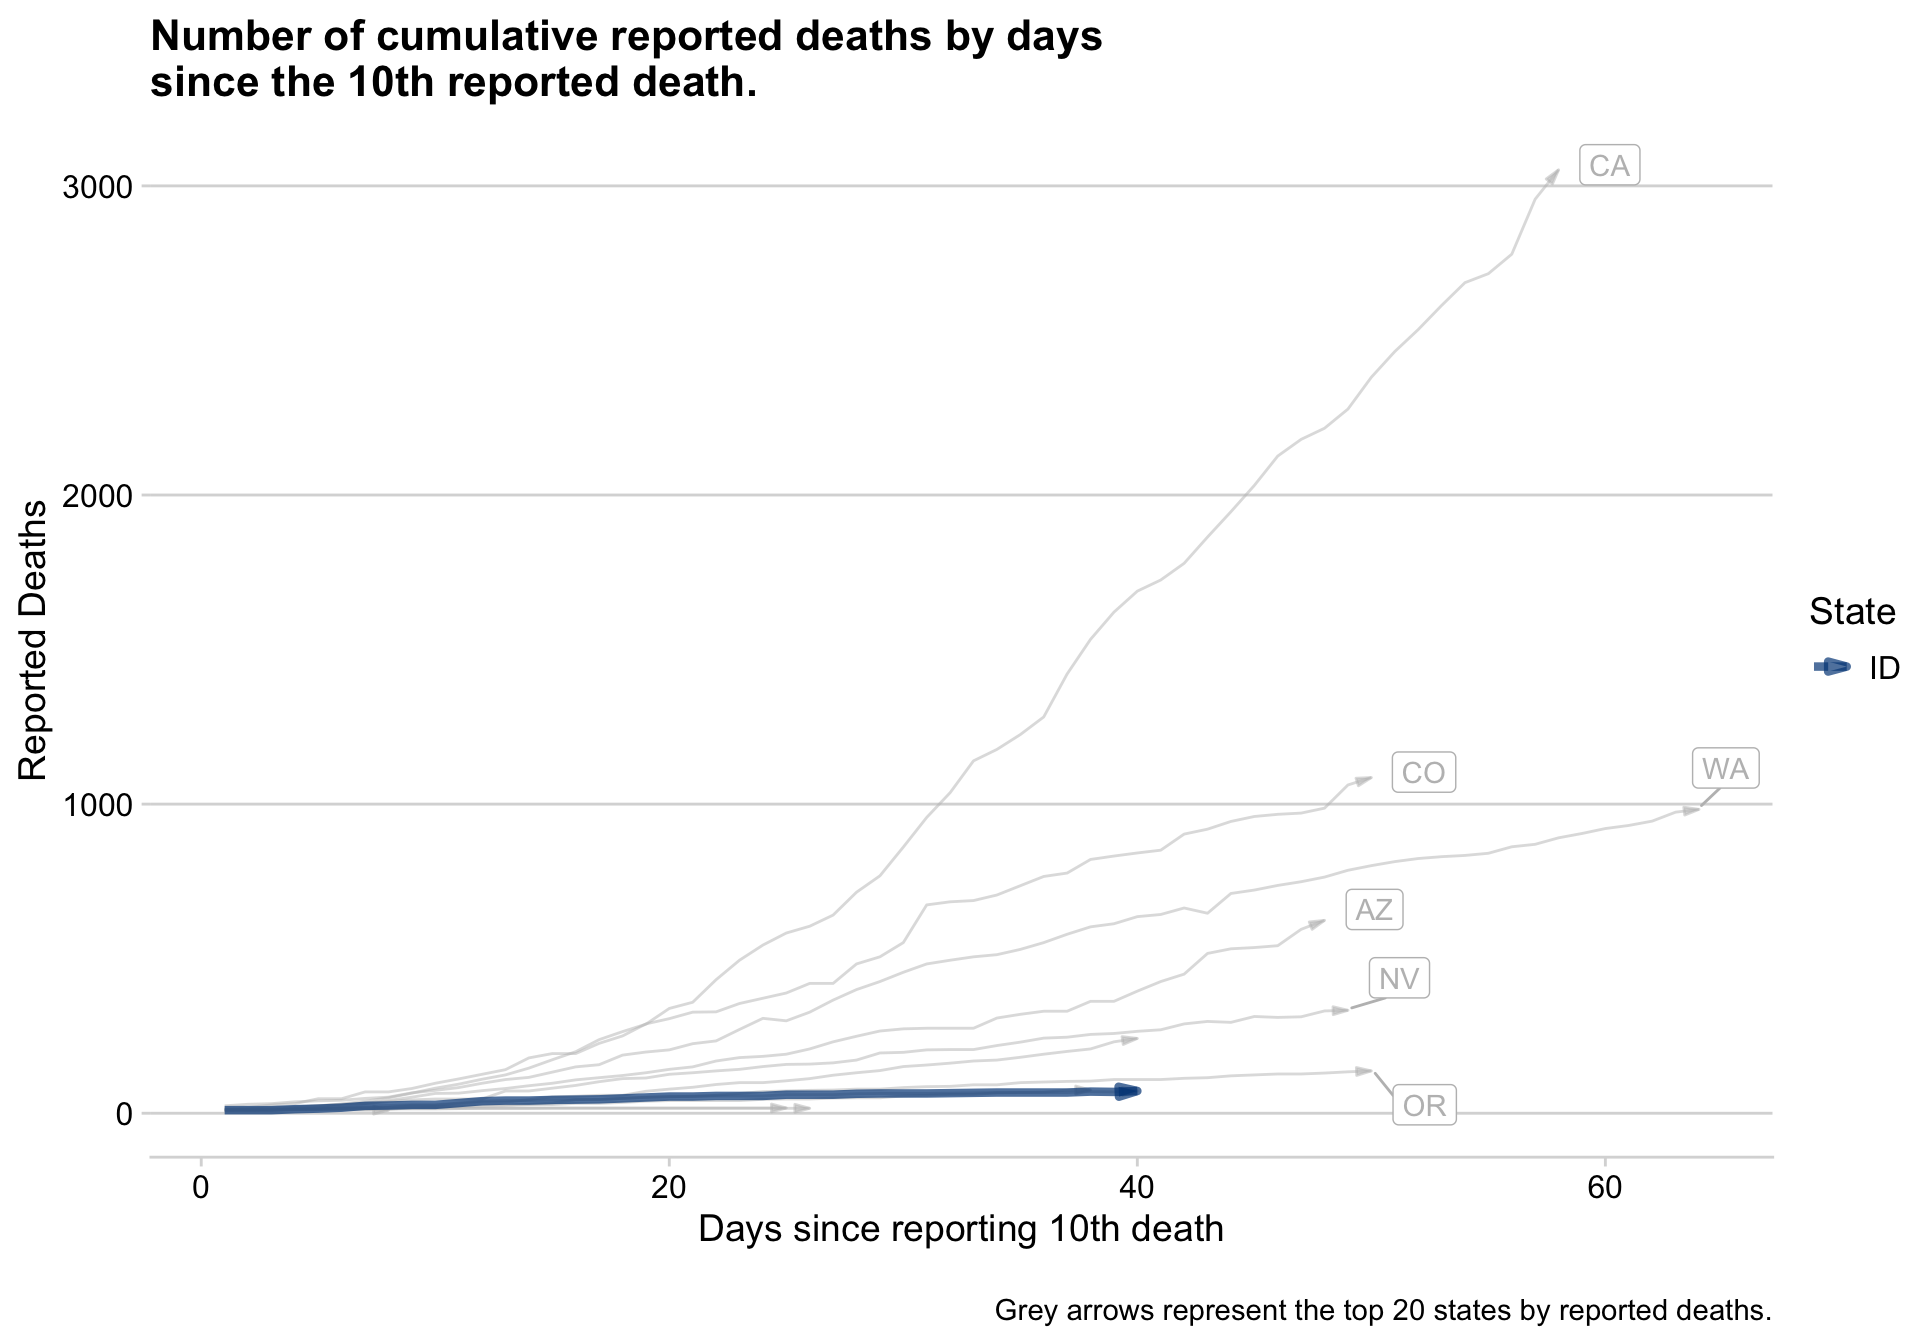 Number of cumulative reported deaths by days
since the 10th reported death.
3000
2000
1000
0
Reported Deaths
CA
CO
WA
AZ
NV
OR
State
ID
0
20
40
60
Days since reporting 10th death
Grey arrows represent the top 20 states by reported deaths.